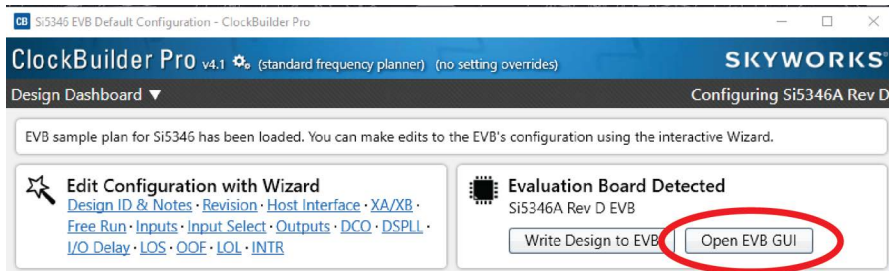 CB Si5346 EVB Default Configuration - ClockBuilder Pro
ClockBuilder Pro v4.1 (standard frequency planner) (no setting overrides) SKYWORKS
Design Dashboard ▼ Configuring Si5346A Rev D
EVB sample plan for Si5346 has been loaded. You can make edits to the EVB's configuration using the interactive Wizard.
Edit Configuration with Wizard
Design ID & Notes · Revision · Host Interface · XA/XB ·
Free Run · Inputs · Input Select · Outputs · DCO · DSPLL ·
I/O Delay · LOS · OOF · LOL · INTR
Evaluation Board Detected
Si5346A Rev D EVB
Write Design to EVB Open EVB GUI